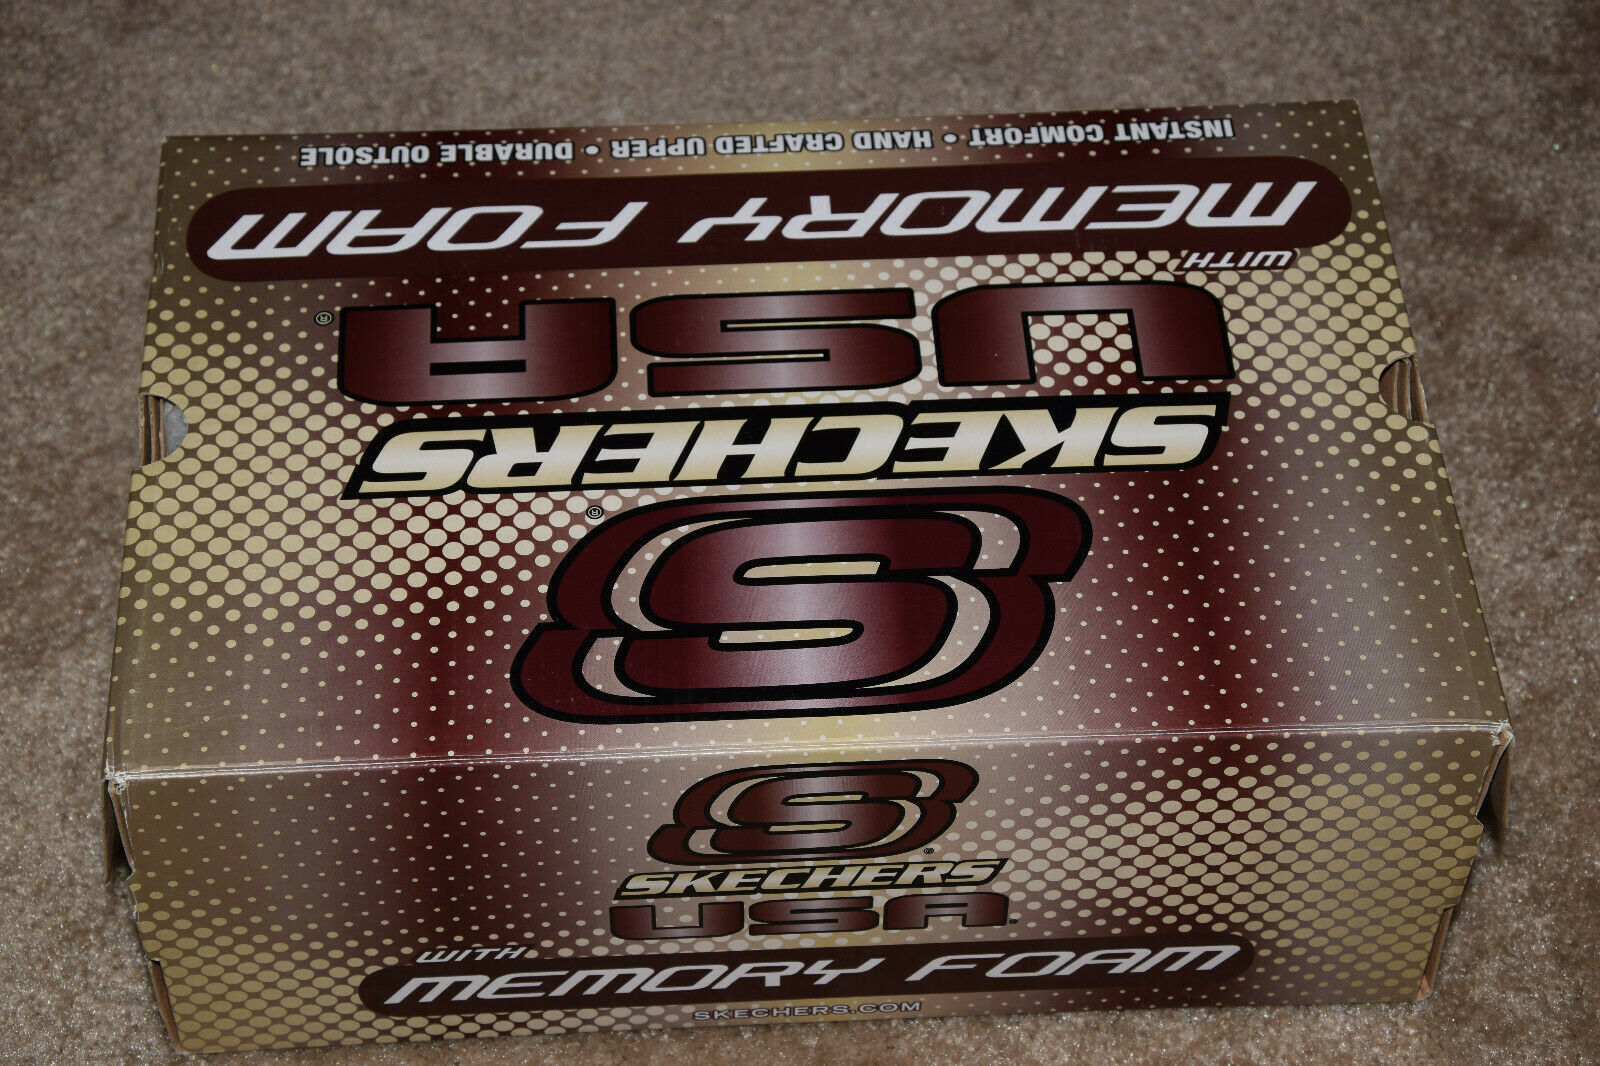 INSTANT COMFORT • HAND CRAFTED UPPER • DURABLE OUTSOLE
WITH
MEMORY FOAM
USA®
SKECHERS
S®
S®
SKECHERS
USA
WITH
MEMORY FOAM
SKECHERS.COM